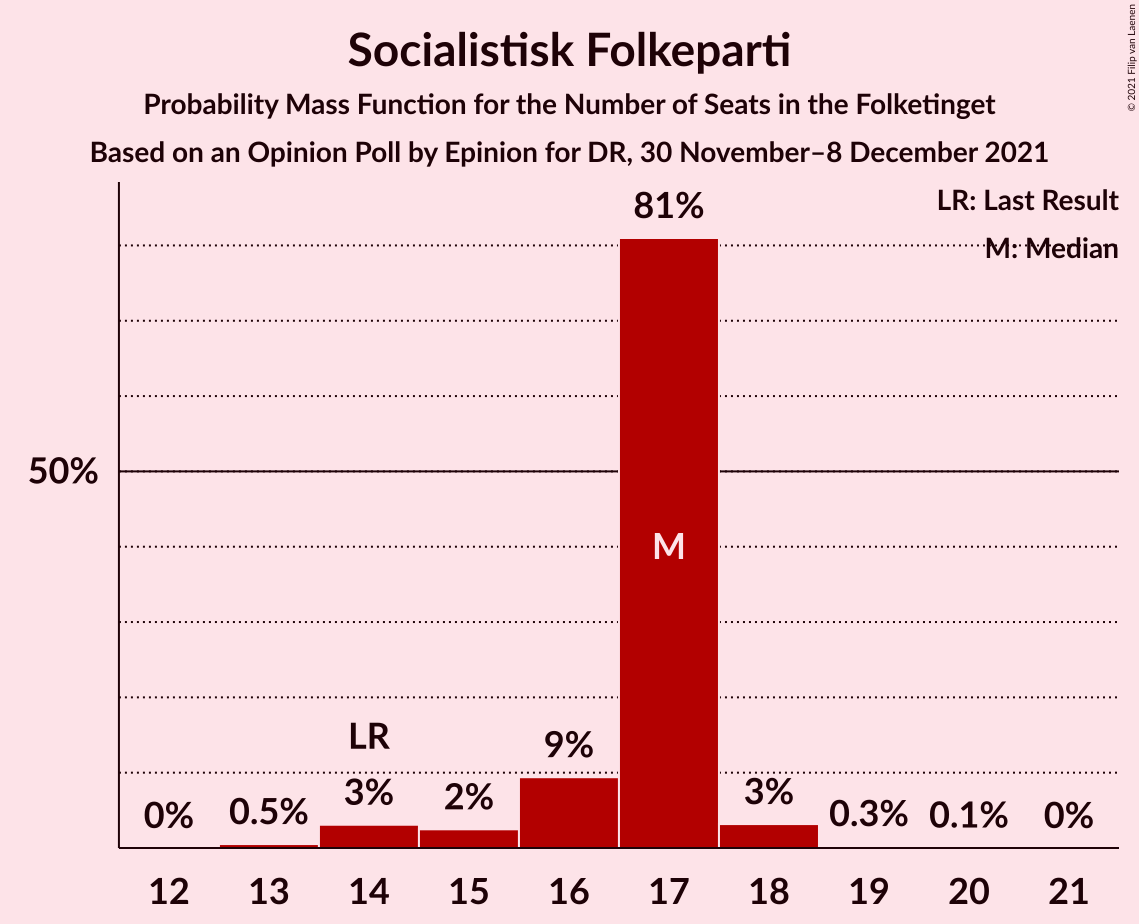 Socialistisk Folkeparti
Probability Mass Function for the Number of Seats in the Folketinget
Based on an Opinion Poll by Epinion for DR, 30 November–8 December 2021
© 2021 Filip van Laenen
LR: Last Result
M: Median
81%
50%
M
LR
9%
0% 0.5% 3% 2% 3% 0.3% 0.1% 0%
12 13 14 15 16 17 18 19 20 21